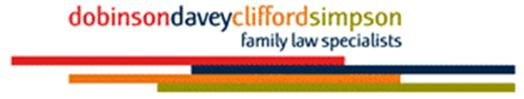 dobinsondaveycliffordsimpson
family law specialists